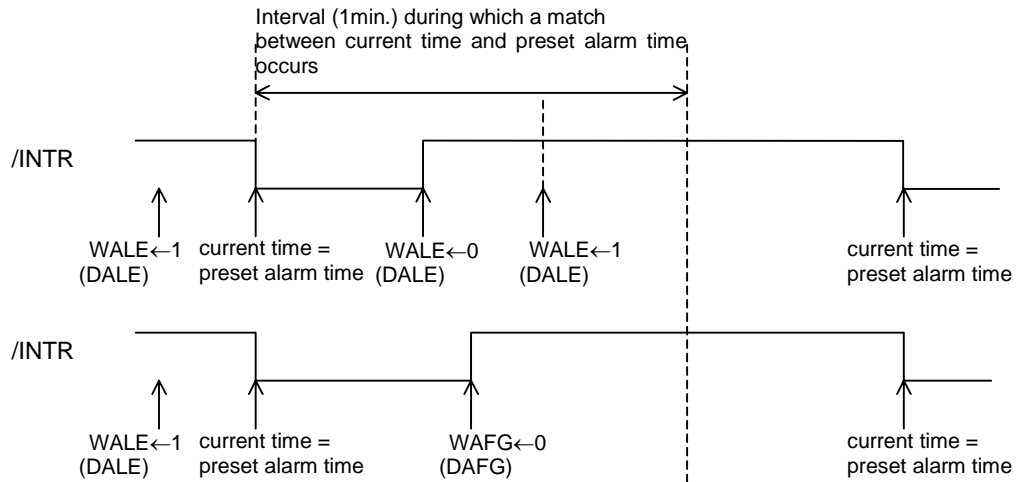 Interval (1min.) during which a match
between current time and preset alarm time
occurs
/INTR
WALE←1
(DALE)
current time =
preset alarm time
WALE←0
(DALE)
WALE←1
(DALE)
current time =
preset alarm time
/INTR
WALE←1
(DALE)
current time =
preset alarm time
WAFG←0
(DAFG)
current time =
preset alarm time